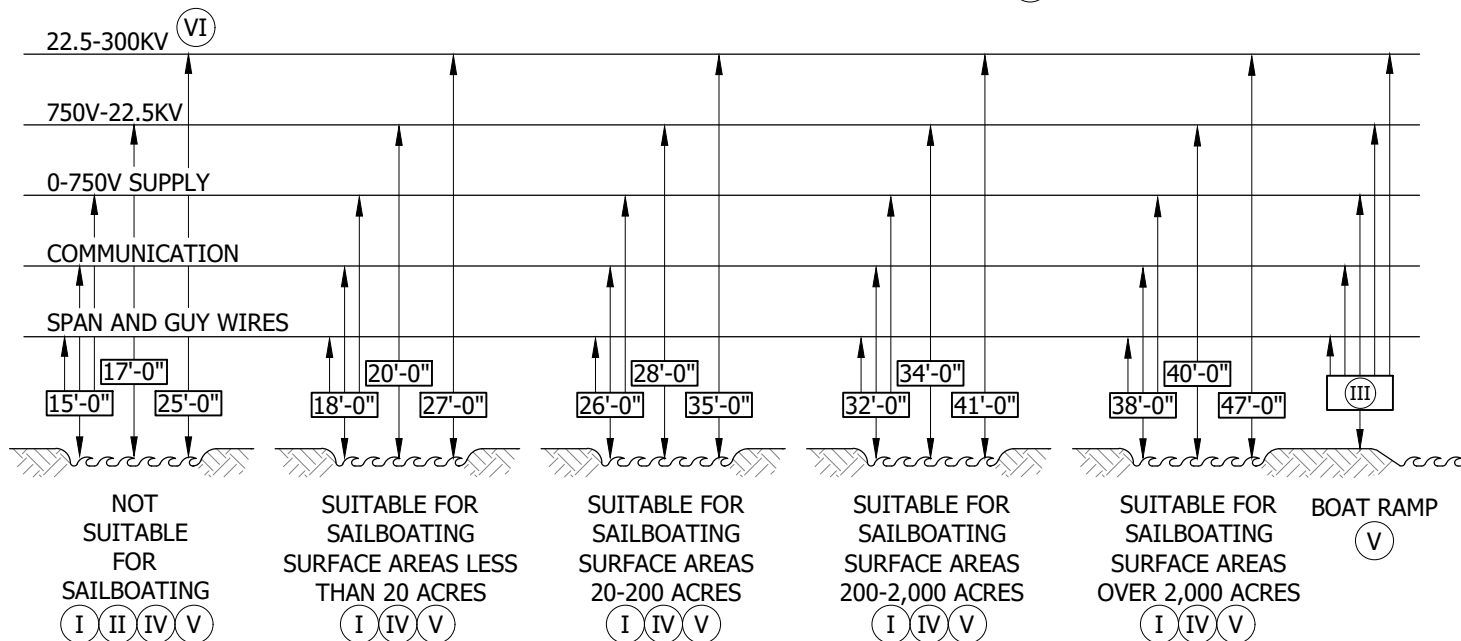 VI
22.5-300KV
750V-22.5KV
0-750V SUPPLY
COMMUNICATION
SPAN AND GUY WIRES
15'-0"
17'-0"
25'-0"
18'-0"
20'-0"
27'-0"
26'-0"
28'-0"
35'-0"
32'-0"
34'-0"
41'-0"
38'-0"
40'-0"
47'-0"
III
NOT
SUITABLE
FOR
SAILBOATING
I II IV V
SUITABLE FOR
SAILBOATING
SURFACE AREAS LESS
THAN 20 ACRES
I IV V
SUITABLE FOR
SAILBOATING
SURFACE AREAS
20-200 ACRES
I IV V
SUITABLE FOR
SAILBOATING
SURFACE AREAS
200-2,000 ACRES
I IV V
SUITABLE FOR
SAILBOATING
SURFACE AREAS
OVER 2,000 ACRES
I IV V
BOAT RAMP
V